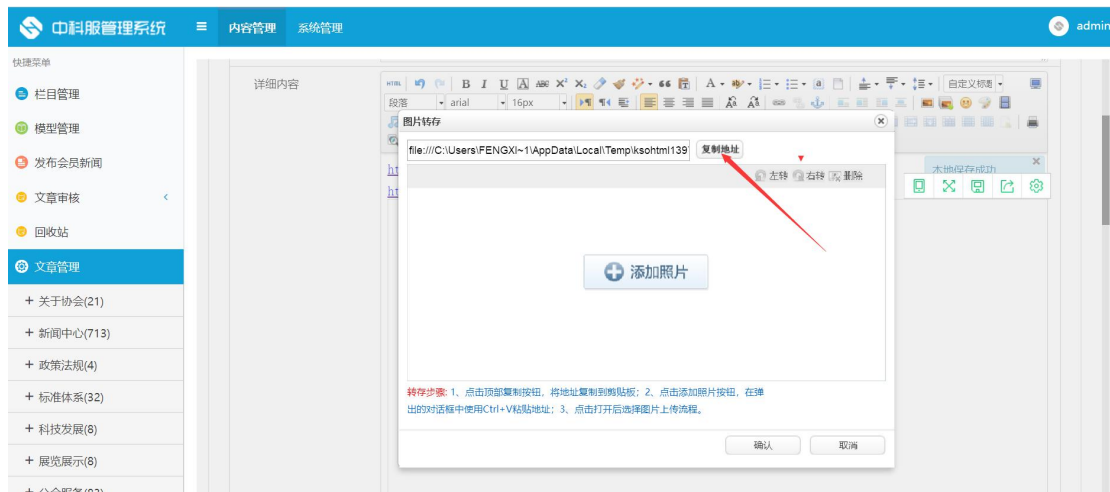 中科服管理系统
内容管理 系统管理
admin
快捷菜单
栏目管理
模型管理
发布会员新闻
文章审核
回收站
文章管理
+ 关于协会(21)
+ 新闻中心(713)
+ 政策法规(4)
+ 标准体系(32)
+ 科技发展(8)
+ 展览展示(8)
详细内容
HTML B I U A ABC X² X₂ 66 A 自定义标题
段落 arial 16px
图片转存
file:///C:\Users\FENGXI~1\AppData\Local\Temp\ksohtml139 复制地址
左转 右转 删除
本地保存成功
添加照片
转存步骤: 1、点击顶部复制按钮，将地址复制到剪贴板；2、点击添加照片按钮，在弹
出的对话框中使用Ctrl+V粘贴地址；3、点击打开后选择图片上传流程。
确认 取消